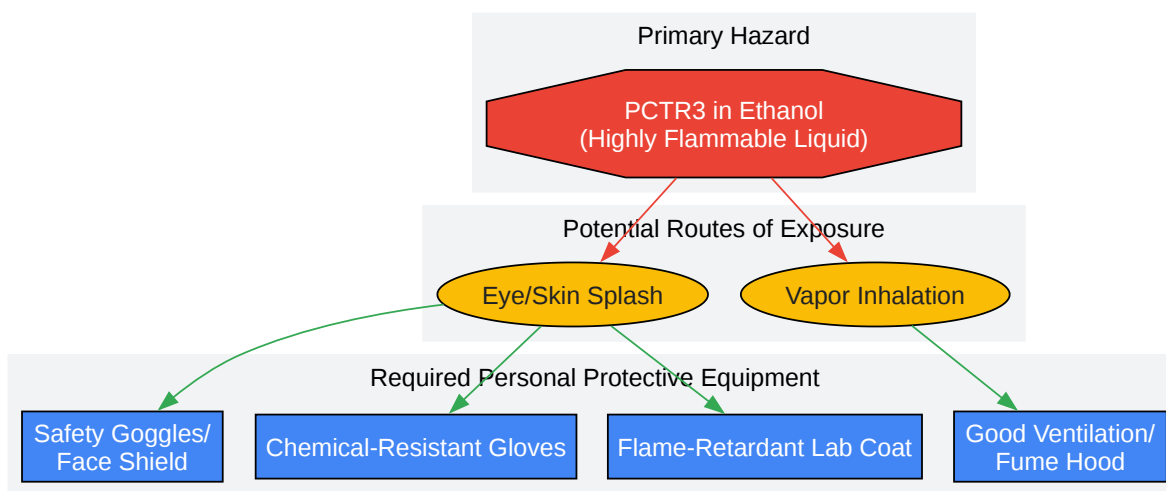 Primary Hazard
PCTR3 in Ethanol
(Highly Flammable Liquid)
Potential Routes of Exposure
Eye/Skin Splash
Vapor Inhalation
Required Personal Protective Equipment
Safety Goggles/
Face Shield
Chemical-Resistant Gloves
Flame-Retardant Lab Coat
Good Ventilation/
Fume Hood